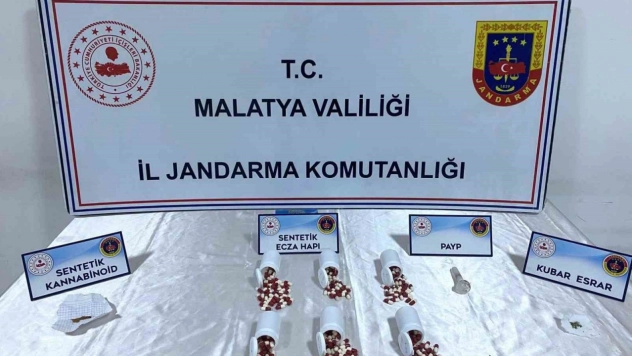 T.C.
MALATYA VALİLİĞİ
İL JANDARMA KOMUTANLIĞI
JANDARMA
SENTETİK
KANNABİNOİD
SENTETİK
ECZA HAPI
PAYP
KUBAR ESRAR